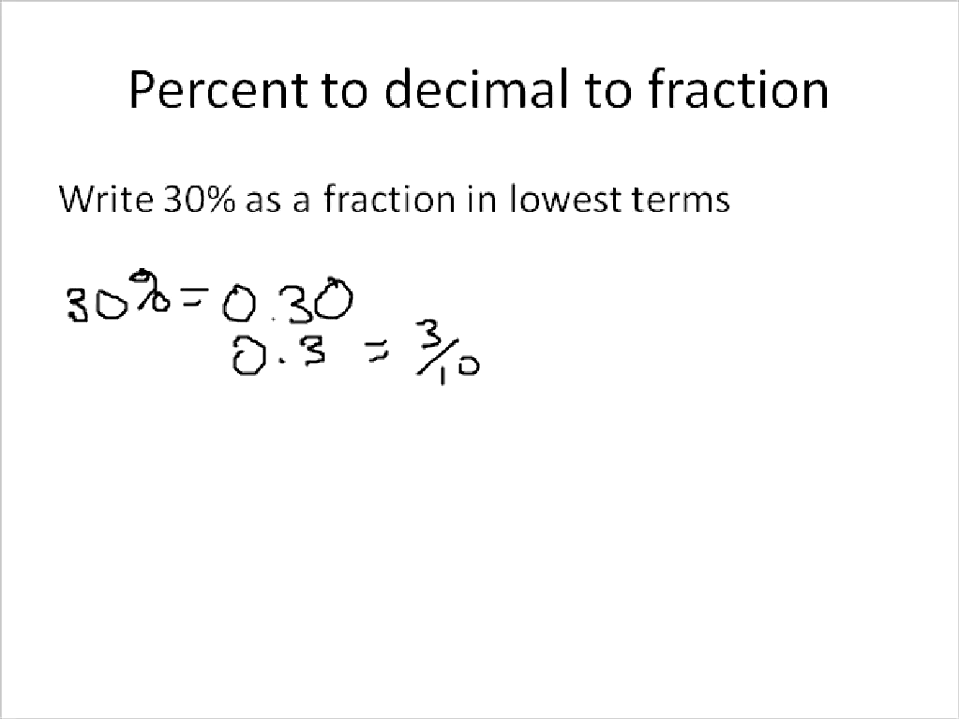 Percent to decimal to fraction
Write 30% as a fraction in lowest terms
30% = 0.30
0.3 = 3/10